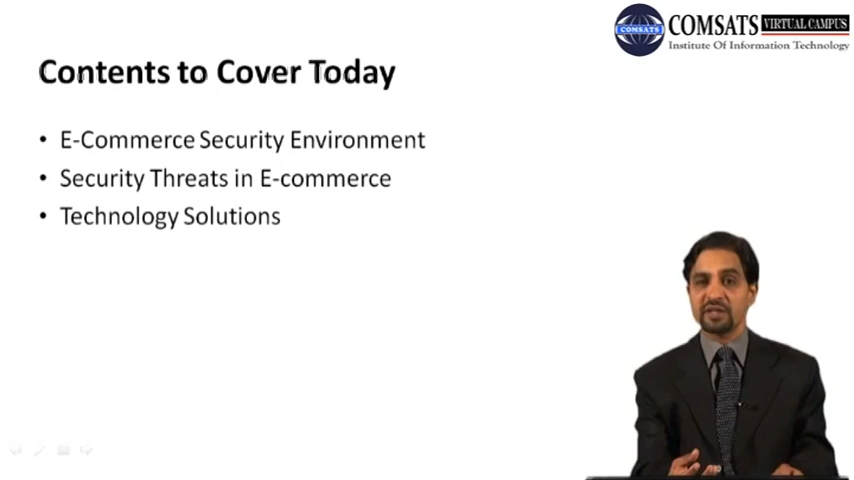 COMSATS VIRTUAL CAMPUS
COMSATS
Institute Of Information Technology
Contents to Cover Today
• E-Commerce Security Environment
• Security Threats in E-commerce
• Technology Solutions